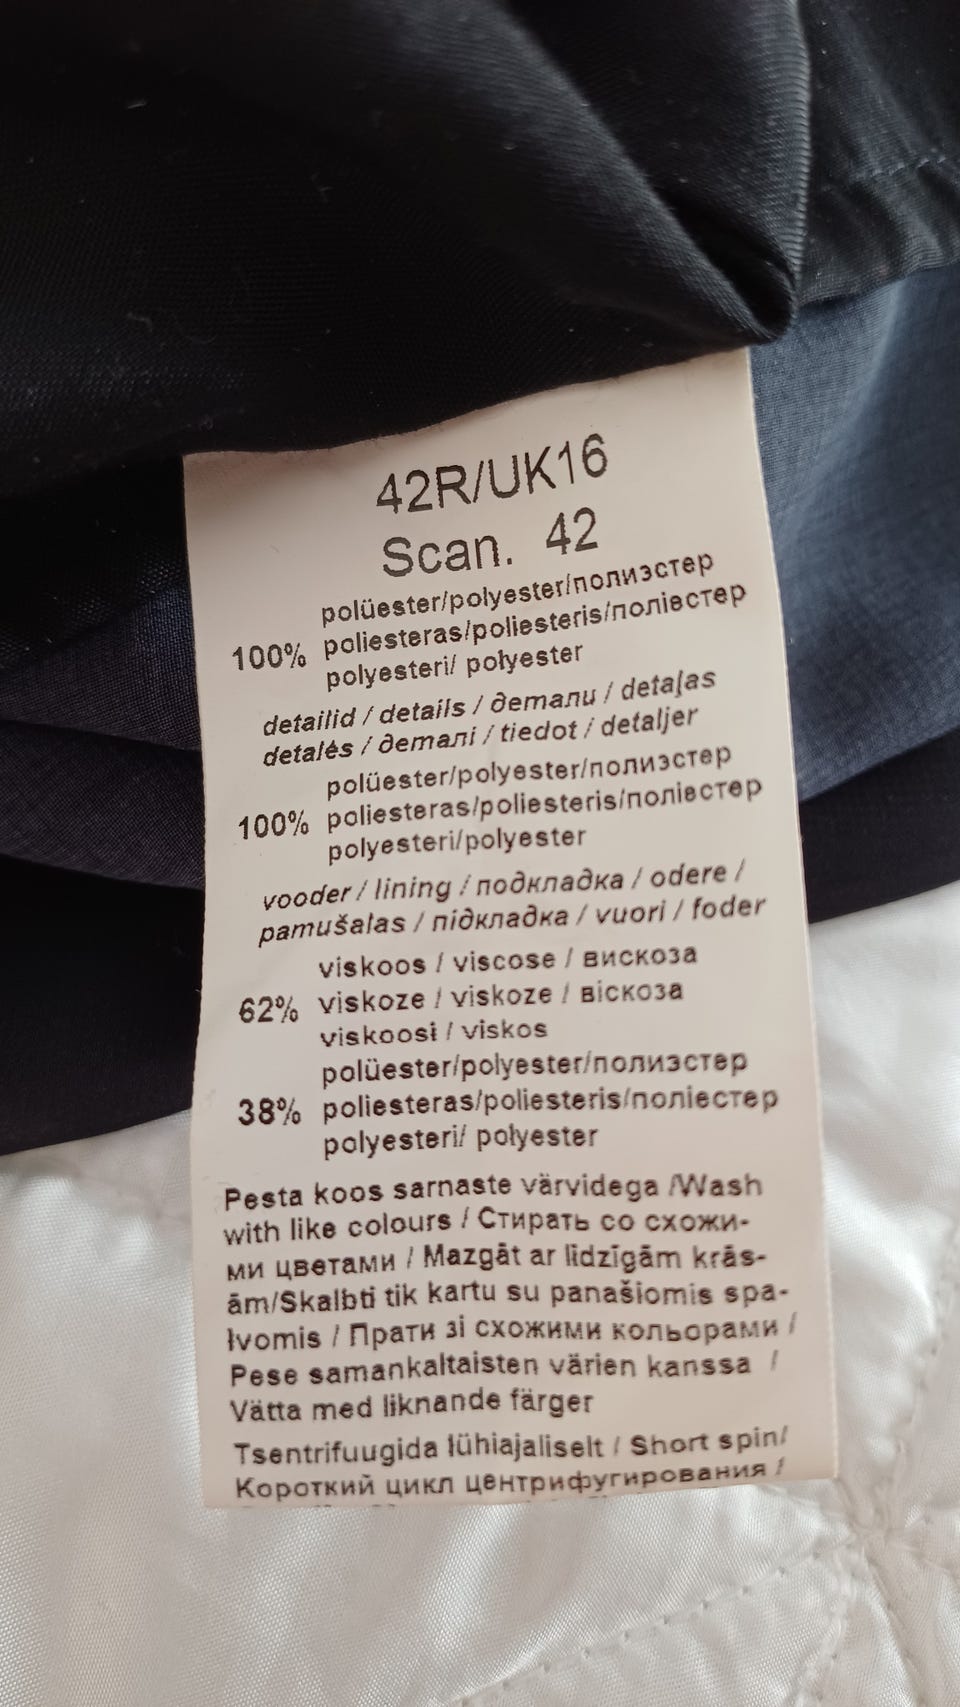 42R/UK16
Scan. 42
polüester/polyester/полиэстер
100% poliesteras/poliesteris/поліестер
polyesteri/ polyester
detailid / details / детали / detaļas
detalės / деталі / tiedot / detaljer
polüester/polyester/полиэстер
100% poliesteras/poliesteris/поліестер
polyesteri/polyester
vooder / lining / подкладка / odere /
pamušalas / підкладка / vuori / foder
viskoos / viscose / вискоза
62% viskoze / viskoze / віскоза
viskoosi / viskos
polüester/polyester/полиэстер
38% poliesteras/poliesteris/поліестер
polyesteri/ polyester
Pesta koos sarnaste värvidega /Wash
with like colours / Стирать со схожи-
ми цветами / Mazgāt ar līdzīgām krās-
ām/Skalbti tik kartu su panašiomis spa-
lvomis / Прати зі схожими кольорами /
Pese samankaltaisten värien kanssa /
Vätta med liknande färger
Tsentrifuugida lühiajaliselt / Short spin/
Короткий цикл центрифугирования /